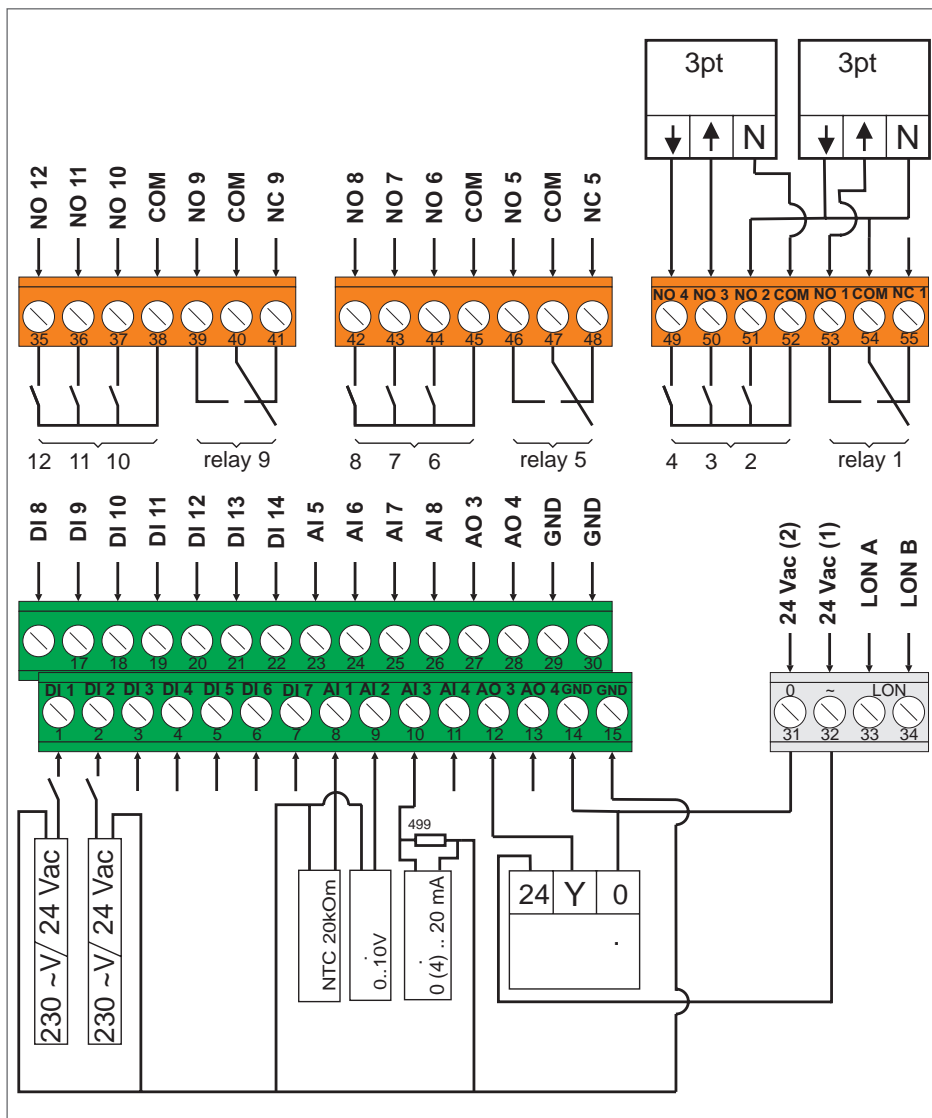 3pt 3pt
N N
NO 12 NO 11 NO 10 COM NO 9 COM NC 9
NO 8 NO 7 NO 6 COM NO 5 COM NC 5
NO 4 NO 3 NO 2 COM NO 1 COM NC 1
35 36 37 38 39 40 41
42 43 44 45 46 47 48
49 50 51 52 53 54 55
12 11 10 relay 9
8 7 6 relay 5
4 3 2 relay 1
DI 8 DI 9 DI 10 DI 11 DI 12 DI 13 DI 14 AI 5 AI 6 AI 7 AI 8 AO 3 AO 4 GND GND
24 Vac (2) 24 Vac (1) LON A LON B
17 18 19 20 21 22 23 24 25 26 27 28 29 30
DI 1 DI 2 DI 3 DI 4 DI 5 DI 6 DI 7 AI 1 AI 2 AI 3 AI 4 AO 3 AO 4 GND GND
0 ~ LON
1 2 3 4 5 6 7 8 9 10 11 12 13 14 15
31 32 33 34
499
230 ~V/ 24 Vac
230 ~V/ 24 Vac
NTC 20kOm
0..10V
0 (4) .. 20 mA
24 Y 0